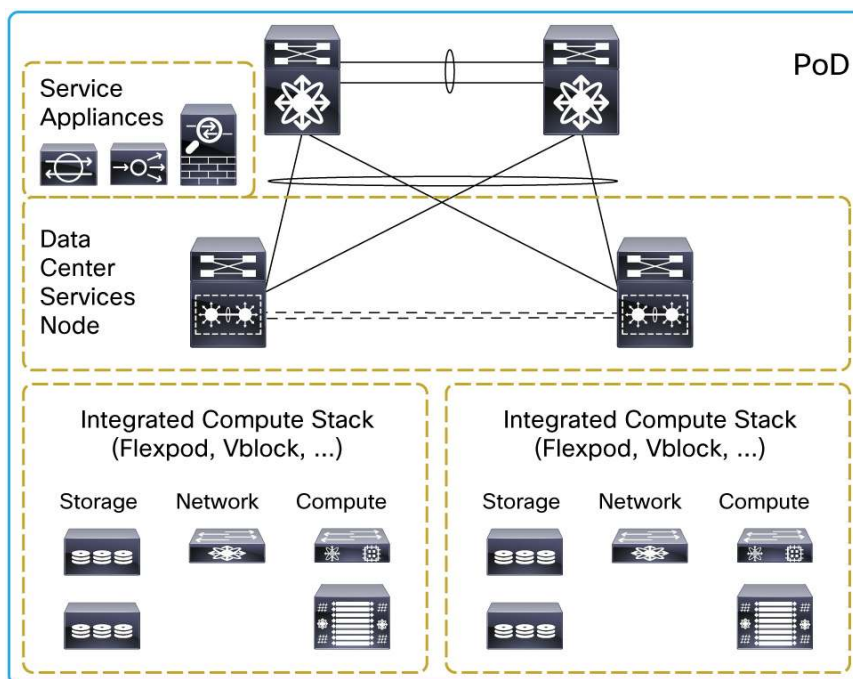 PoD
Service
Appliances
Data
Center
Services
Node
Integrated Compute Stack
(Flexpod, Vblock, ...)
Storage Network Compute
Integrated Compute Stack
(Flexpod, Vblock, ...)
Storage Network Compute